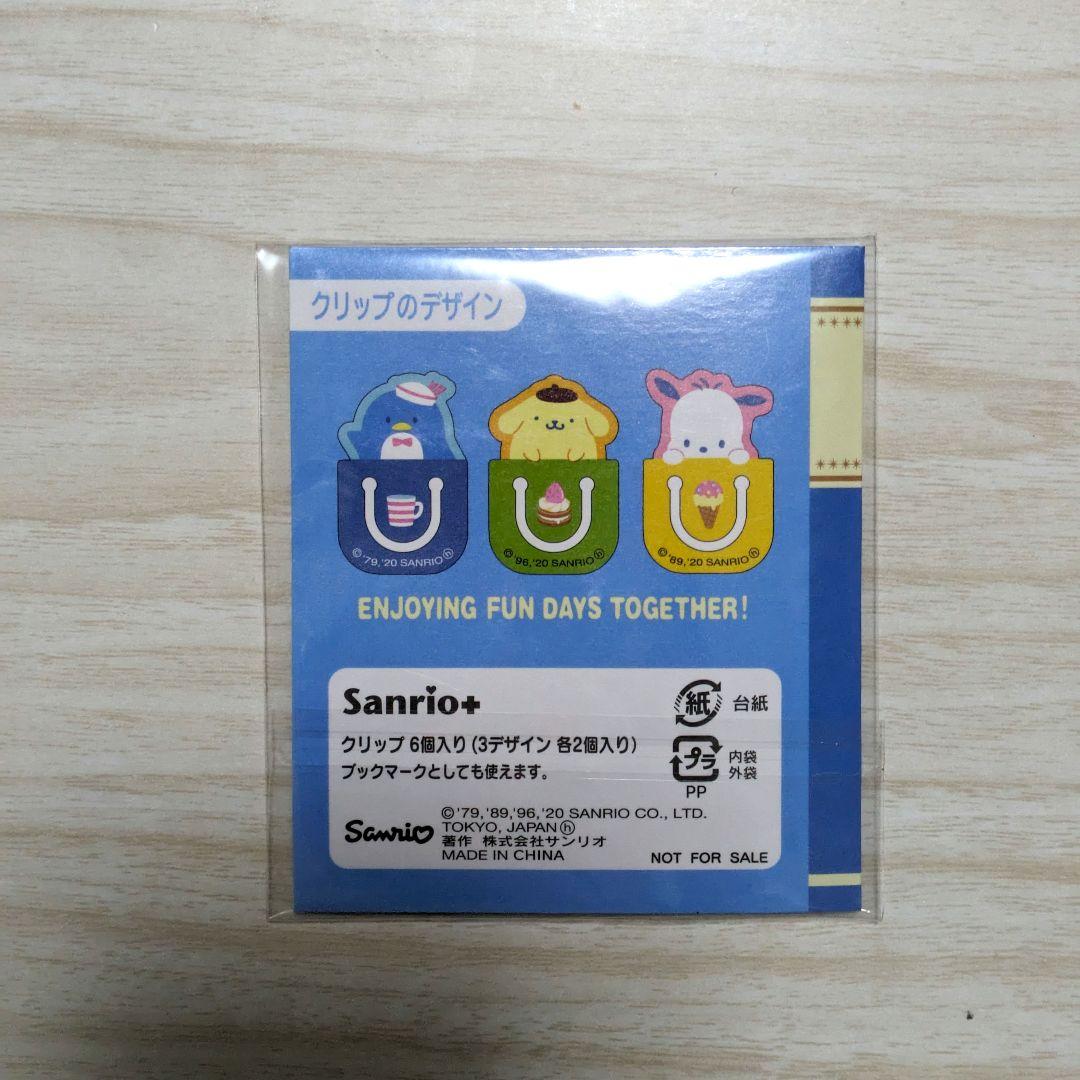 クリップのデザイン
©'79,'20 SANRIO ⓗ
©'96,'20 SANRIO ⓗ
©'89,'20 SANRIO ⓗ
ENJOYING FUN DAYS TOGETHER!
Sanrio+
クリップ 6個入り (3デザイン 各2個入り)
ブックマークとしても使えます。
紙 台紙
プラ 内袋
外袋
PP
©'79,'89,'96,'20 SANRIO CO., LTD.
Sanrio TOKYO, JAPAN ⓗ
著作 株式会社サンリオ
MADE IN CHINA NOT FOR SALE